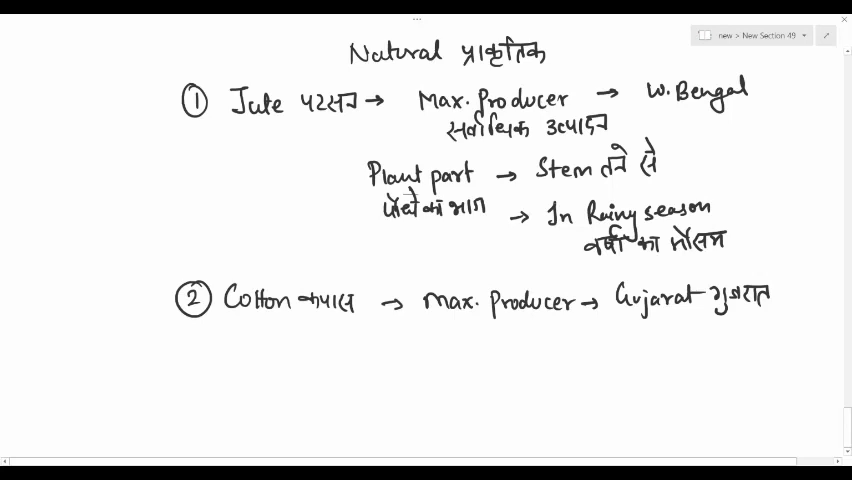 new > New Section 49
Natural प्राकृतिक
1 Jute पटसन → Max. Producer → W. Bengal
सर्वाधिक उत्पादन
Plant part → Stem तने से
पौधे का भाग → In Rainy season
वर्षा का मौसम
2 Cotton कपास → Max. Producer → Gujarat गुजरात